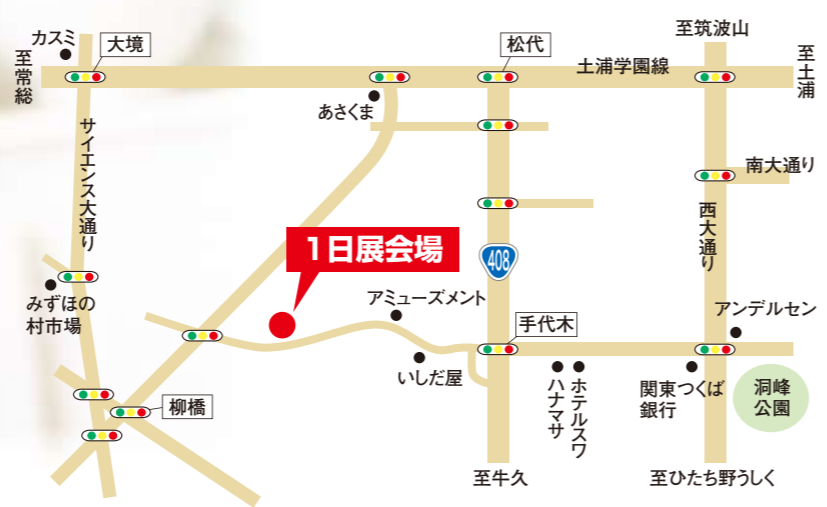 至筑波山
カスミ
大境
松代
至常総
土浦学園線
至土浦
あさくま
サイエンス大通り
南大通り
西大通り
1日展会場
408
みずほの
村市場
アミューズメント
手代木
アンデルセン
いしだ屋
ハナマサ
ホテルスワ
関東つくば
銀行
洞峰
公園
柳橋
至牛久
至ひたち野うしく